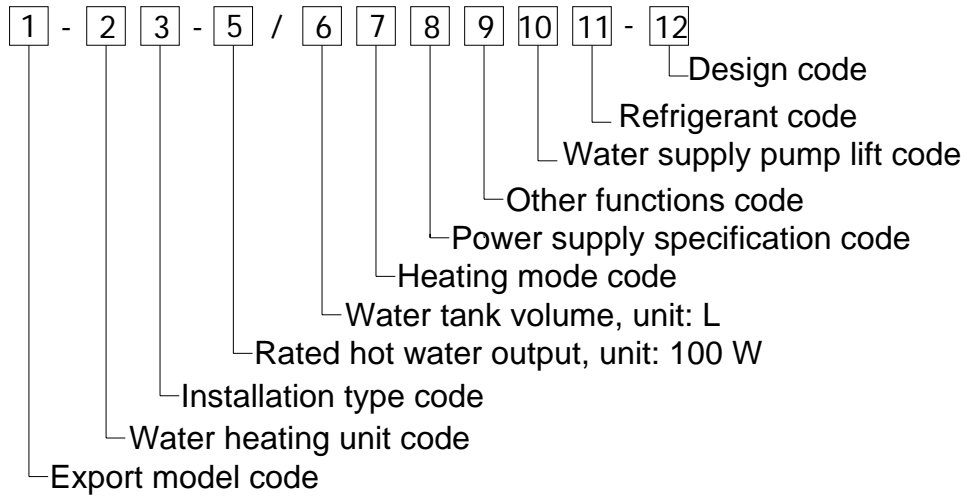 1 - 2 3 - 5 / 6 7 8 9 10 11 - 12
Design code
Refrigerant code
Water supply pump lift code
Other functions code
Power supply specification code
Heating mode code
Water tank volume, unit: L
Rated hot water output, unit: 100 W
Installation type code
Water heating unit code
Export model code